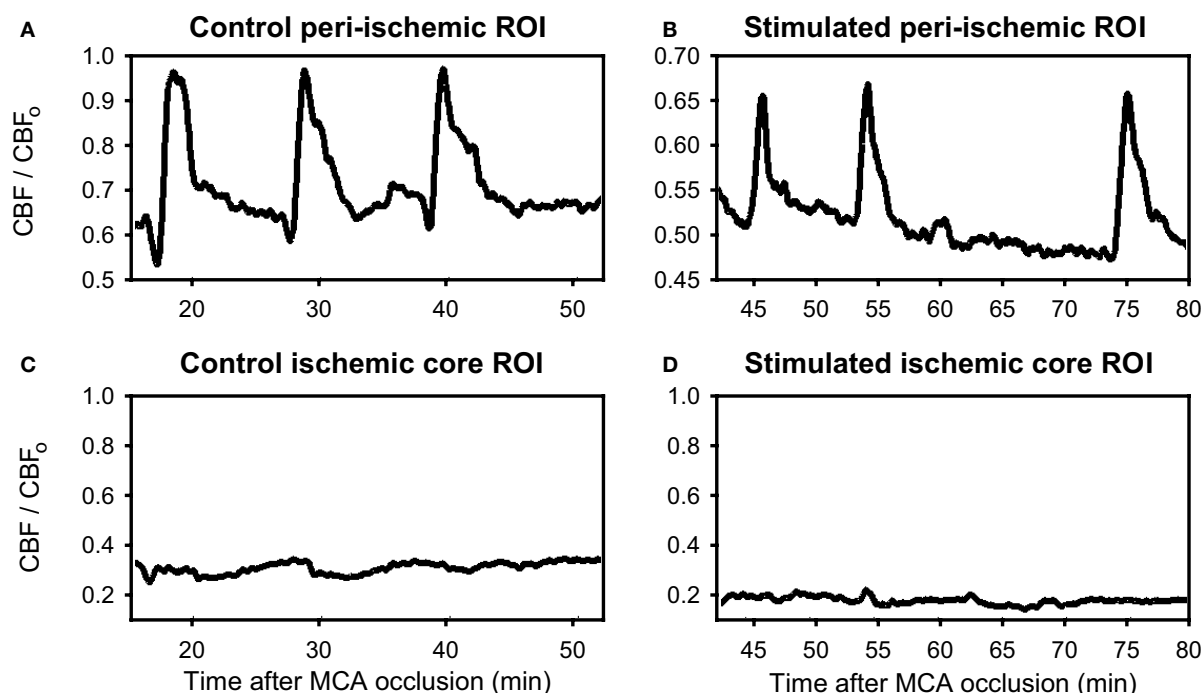 A
Control peri-ischemic ROI
CBF / CBFo
1.0
0.9
0.8
0.7
0.6
0.5
20 30 40 50
B
Stimulated peri-ischemic ROI
0.70
0.65
0.60
0.55
0.50
0.45
45 50 55 60 65 70 75 80
C
Control ischemic core ROI
CBF / CBFo
1.0
0.8
0.6
0.4
0.2
20 30 40 50
Time after MCA occlusion (min)
D
Stimulated ischemic core ROI
1.0
0.8
0.6
0.4
0.2
45 50 55 60 65 70 75 80
Time after MCA occlusion (min)